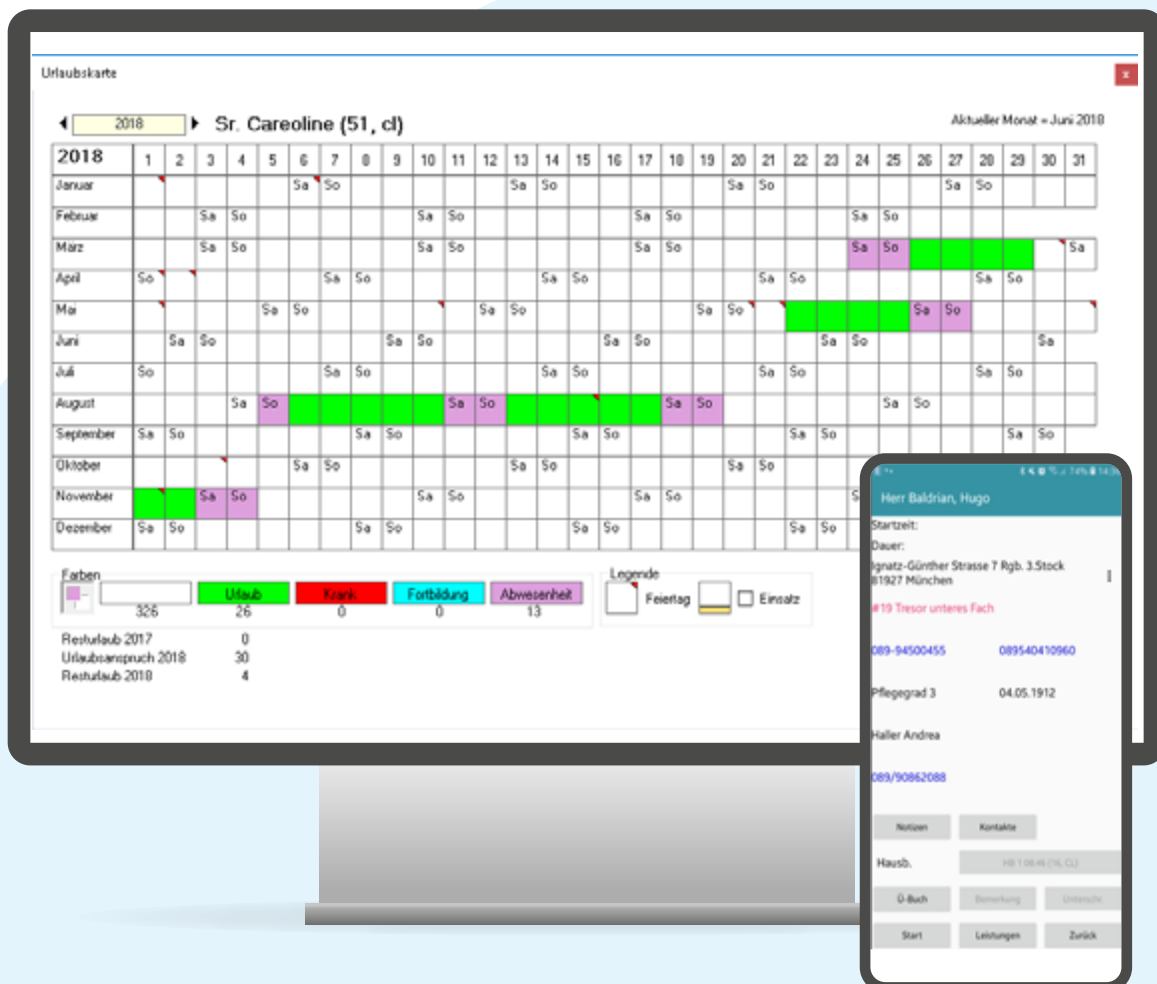 Urlaubskarte
x
2018 Sr. Careoline (51, cl) Aktueller Monat = Juni 2018
2018 1 2 3 4 5 6 7 8 9 10 11 12 13 14 15 16 17 18 19 20 21 22 23 24 25 26 27 28 29 30 31
Januar Sa So Sa So Sa So Sa So
Februar Sa So Sa So Sa So Sa So
März Sa So Sa So Sa So Sa So Sa
April So Sa So Sa So Sa So Sa So
Mai Sa So Sa So Sa So Sa So
Juni Sa So Sa So Sa So Sa So Sa
Juli So Sa So Sa So Sa So Sa So
August Sa So Sa So Sa So Sa So
September Sa So Sa So Sa So Sa So Sa So
Oktober Sa So Sa So Sa So
November Sa So Sa So Sa So
Dezember Sa So Sa So Sa So Sa So
Farben
Urlaub Krank Fortbildung Abwesenheit
326 26 0 0 13
Legende
Feiertag Einsatz
Resturlaub 2017 0
Urlaubsanspruch 2018 30
Resturlaub 2018 4
74% 14:36
Herr Baldrian, Hugo
Startzeit:
Dauer:
Ignatz-Günther Strasse 7 Rgb. 3.Stock
81927 München
#19 Tresor unteres Fach
089-94500455 089540410960
Pflegegrad 3 04.05.1912
Haller Andrea
089/90862088
Notizen Kontakte
Hausb. HB 1 08:46 (16, CL)
Ü-Buch Bemerkung Unterschr.
Start Leistungen Zurück